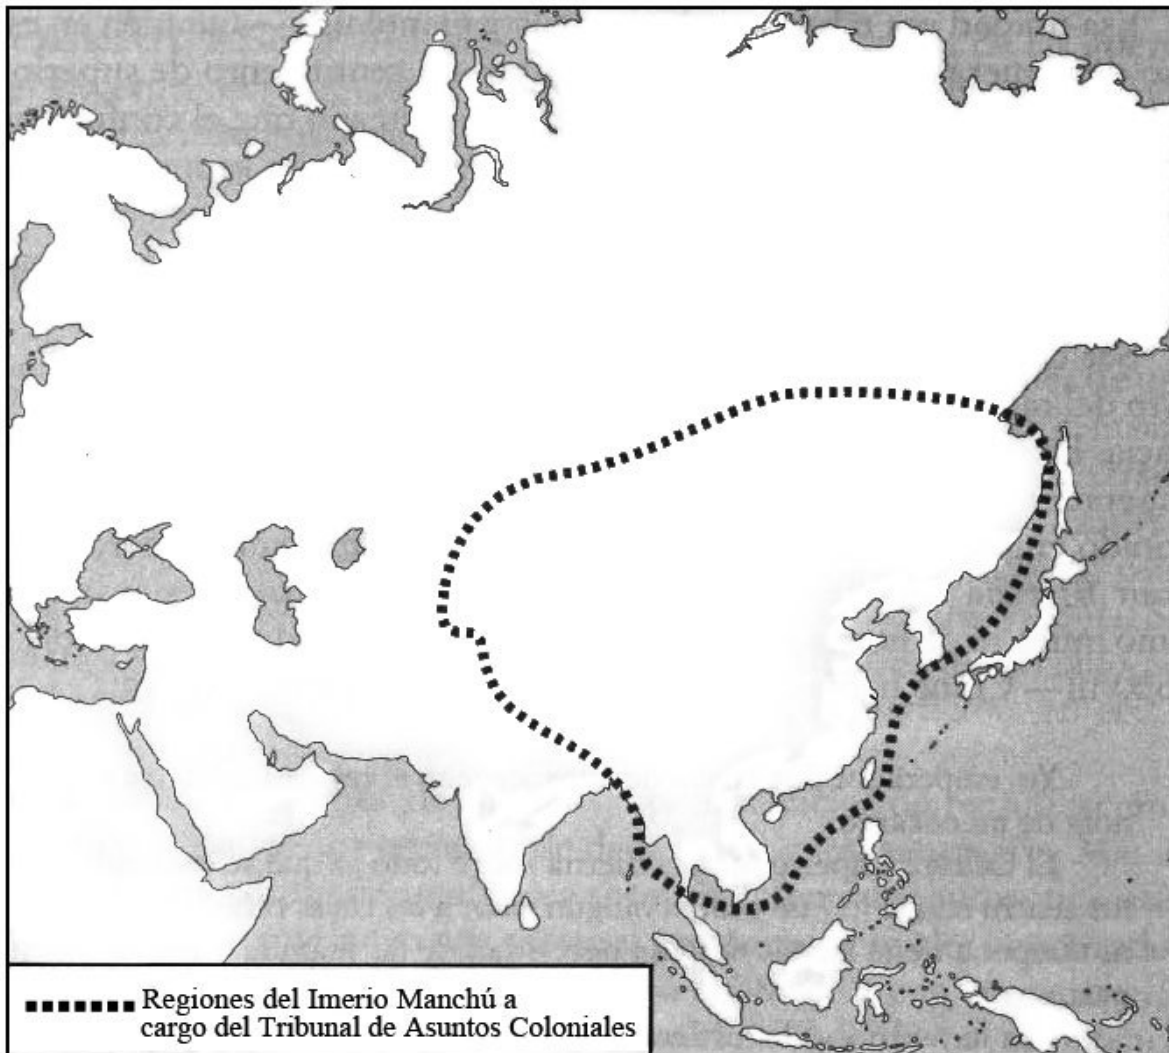 Regiones del Imerio Manchú a
cargo del Tribunal de Asuntos Coloniales